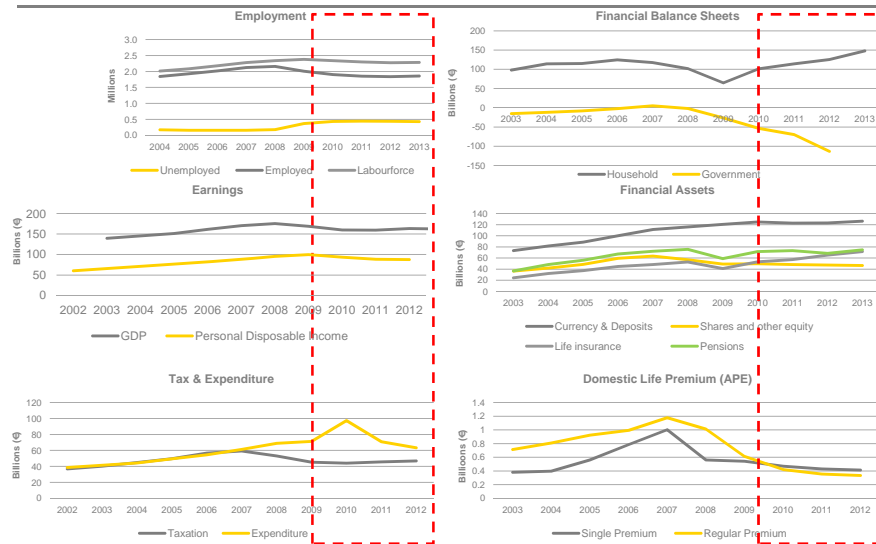 Employment
Millions
3.0
2.5
2.0
1.5
1.0
0.5
0.0
2004 2005 2006 2007 2008 2009 2010 2011 2012 2013
Unemployed Employed Labourforce
Financial Balance Sheets
Billions (€)
200
150
100
50
0
-50
-100
-150
2003 2004 2005 2006 2007 2008 2009 2010 2011 2012 2013
Household Government
Earnings
Billions (€)
200
150
100
50
0
2002 2003 2004 2005 2006 2007 2008 2009 2010 2011 2012
GDP Personal Disposable Income
Financial Assets
Billions (€)
140
120
100
80
60
40
20
0
2003 2004 2005 2006 2007 2008 2009 2010 2011 2012 2013
Currency & Deposits Shares and other equity
Life insurance Pensions
Tax & Expenditure
Billions (€)
120
100
80
60
40
20
0
2002 2003 2004 2005 2006 2007 2008 2009 2010 2011 2012
Taxation Expenditure
Domestic Life Premium (APE)
Billions (€)
1.4
1.2
1
0.8
0.6
0.4
0.2
0
2003 2004 2005 2006 2007 2008 2009 2010 2011 2012
Single Premium Regular Premium